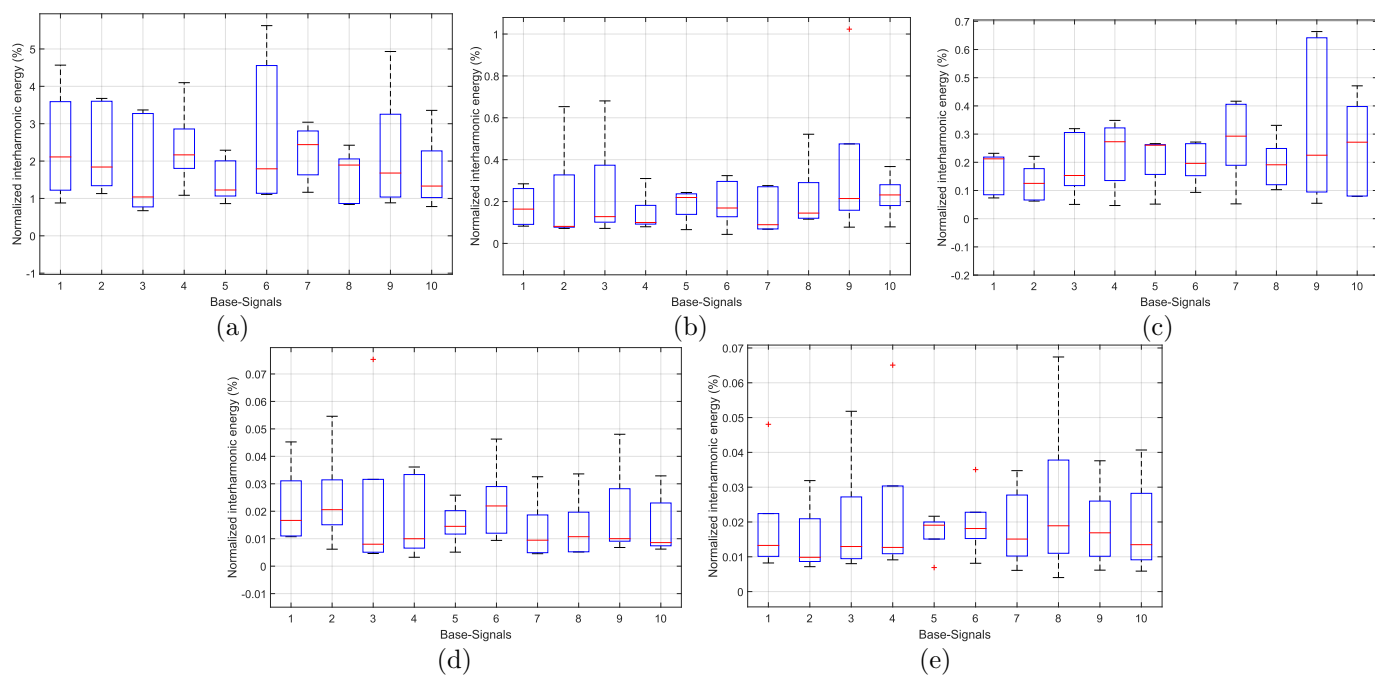 Normalized interharmonic energy (%)
5
4
3
2
1
0
-1
1 2 3 4 5 6 7 8 9 10
Base-Signals
(a)
Normalized interharmonic energy (%)
1
0.8
0.6
0.4
0.2
0
1 2 3 4 5 6 7 8 9 10
Base-Signals
(b)
Normalized interharmonic energy (%)
0.7
0.6
0.5
0.4
0.3
0.2
0.1
0
-0.1
-0.2
1 2 3 4 5 6 7 8 9 10
Base-Signals
(c)
Normalized interharmonic energy (%)
0.07
0.06
0.05
0.04
0.03
0.02
0.01
0
-0.01
1 2 3 4 5 6 7 8 9 10
Base-Signals
(d)
Normalized interharmonic energy (%)
0.07
0.06
0.05
0.04
0.03
0.02
0.01
0
1 2 3 4 5 6 7 8 9 10
Base-Signals
(e)